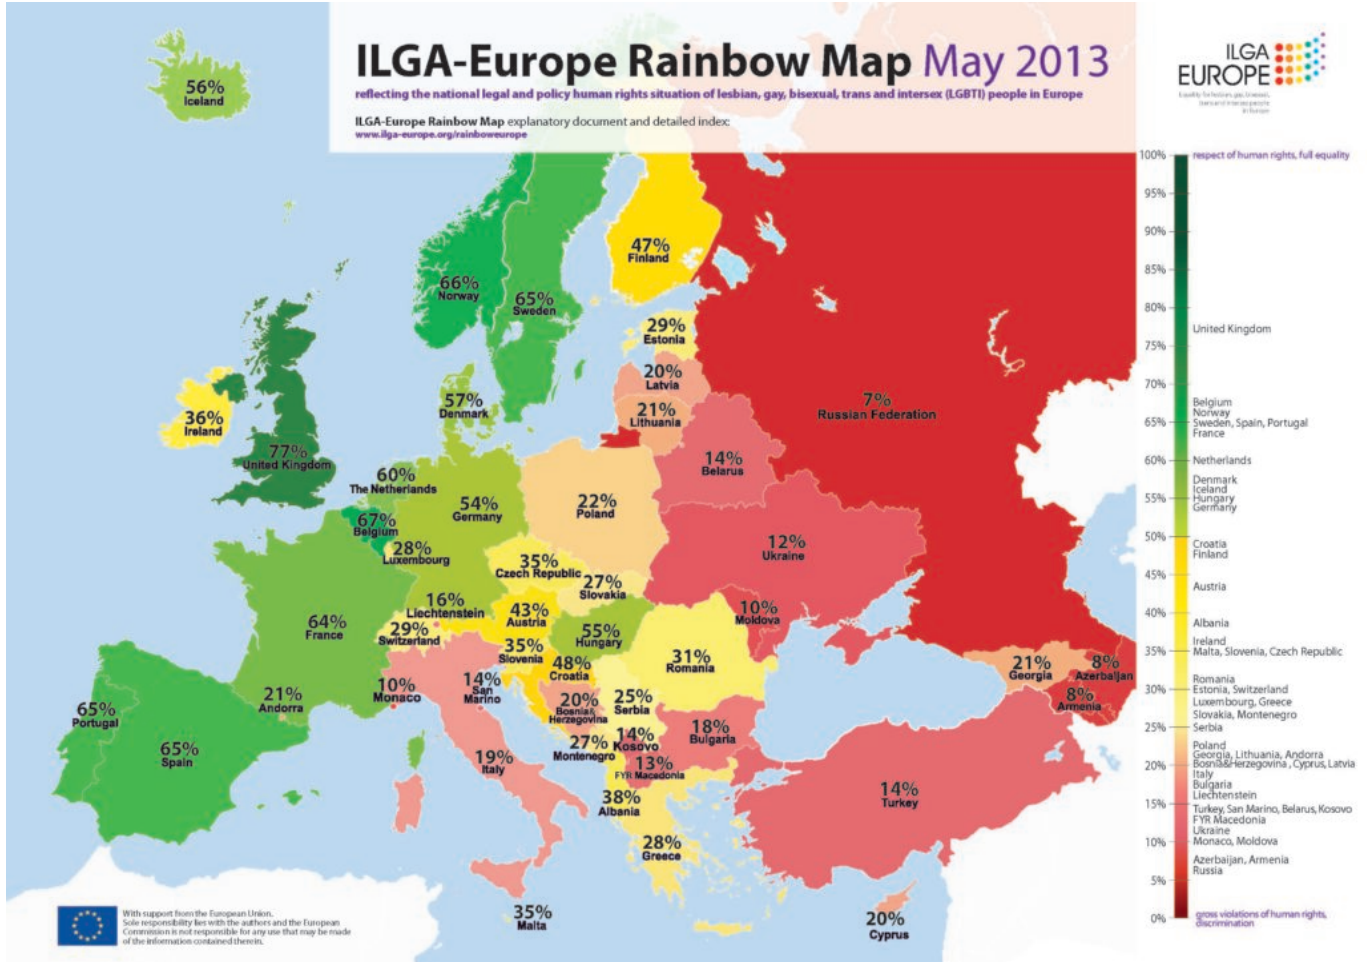 ILGA-Europe Rainbow Map May 2013
reflecting the national legal and policy human rights situation of lesbian, gay, bisexual, trans and intersex (LGBTI) people in Europe
ILGA-Europe Rainbow Map explanatory document and detailed index:
www.ilga-europe.org/rainboweurope
ILGA
EUROPE
Equality for lesbian, gay, bisexual,
trans and intersex people
in Europe
56%
Iceland
47%
Finland
66%
Norway
65%
Sweden
29%
Estonia
20%
Latvia
21%
Lithuania
57%
Denmark
36%
Ireland
77%
United Kingdom
7%
Russian Federation
14%
Belarus
60%
The Netherlands
54%
Germany
22%
Poland
67%
Belgium
28%
Luxembourg
12%
Ukraine
35%
Czech Republic
27%
Slovakia
16%
Liechtenstein
43%
Austria
10%
Moldova
64%
France
29%
Switzerland
55%
Hungary
35%
Slovenia
48%
Croatia
31%
Romania
21%
Georgia
8%
Azerbaijan
8%
Armenia
21%
Andorra
10%
Monaco
14%
San
Marino
20%
Bosnia&
Herzegovina
25%
Serbia
65%
Portugal
65%
Spain
27%
Montenegro
14%
Kosovo
18%
Bulgaria
19%
Italy
13%
FYR Macedonia
38%
Albania
14%
Turkey
28%
Greece
35%
Malta
20%
Cyprus
With support from the European Union.
Sole responsibility lies with the authors and the European
Commission is not responsible for any use that may be made
of the information contained therein.
100% respect of human rights, full equality
95%
90%
85%
80%
United Kingdom
75%
70%
Belgium
Norway
65% Sweden, Spain, Portugal
France
60% Netherlands
Denmark
Iceland
55% Hungary
Germany
50%
Croatia
Finland
45%
Austria
40%
Albania
Ireland
35% Malta, Slovenia, Czech Republic
Romania
30% Estonia, Switzerland
Luxembourg, Greece
Slovakia, Montenegro
25% Serbia
Poland
Georgia, Lithuania, Andorra
20% Bosnia&Herzegovina, Cyprus, Latvia
Italy
Bulgaria
Liechtenstein
15% Turkey, San Marino, Belarus, Kosovo
FYR Macedonia
Ukraine
10% Monaco, Moldova
Azerbaijan, Armenia
Russia
5%
0% gross violations of human rights,
discrimination